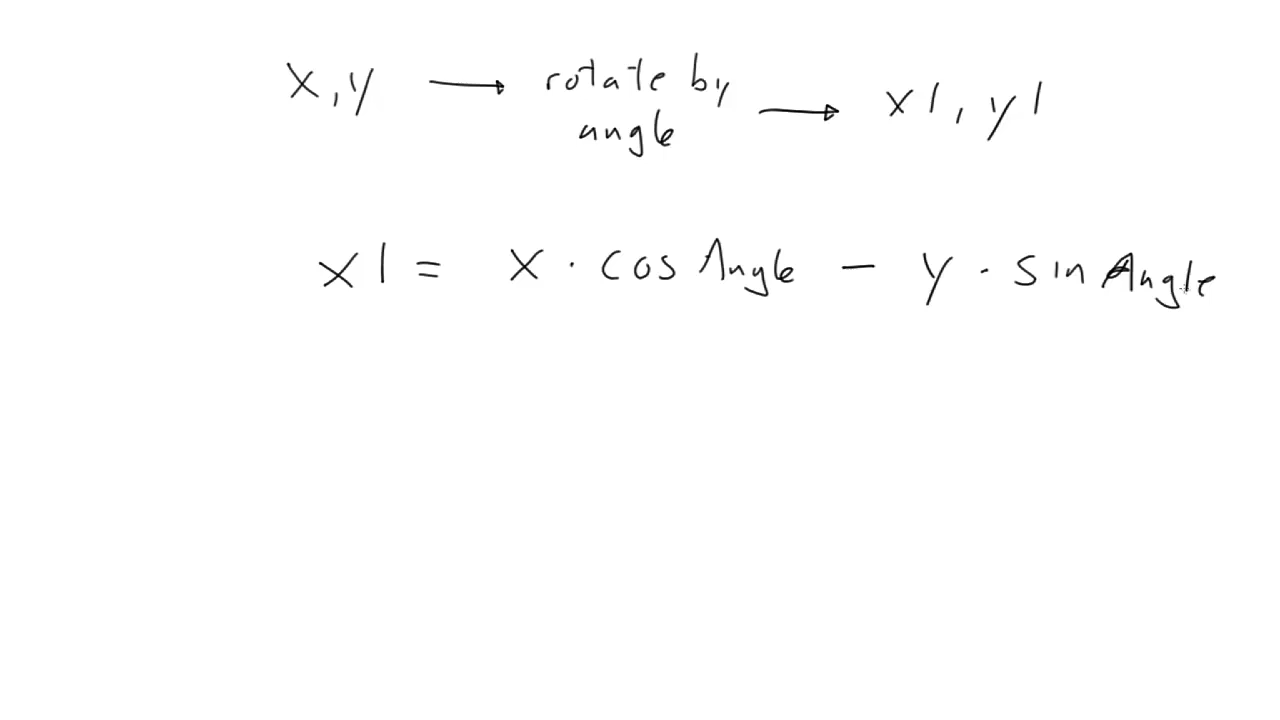 x,y → rotate by angle → x1, y1
x1 = x · cos Angle − y · sin Angle